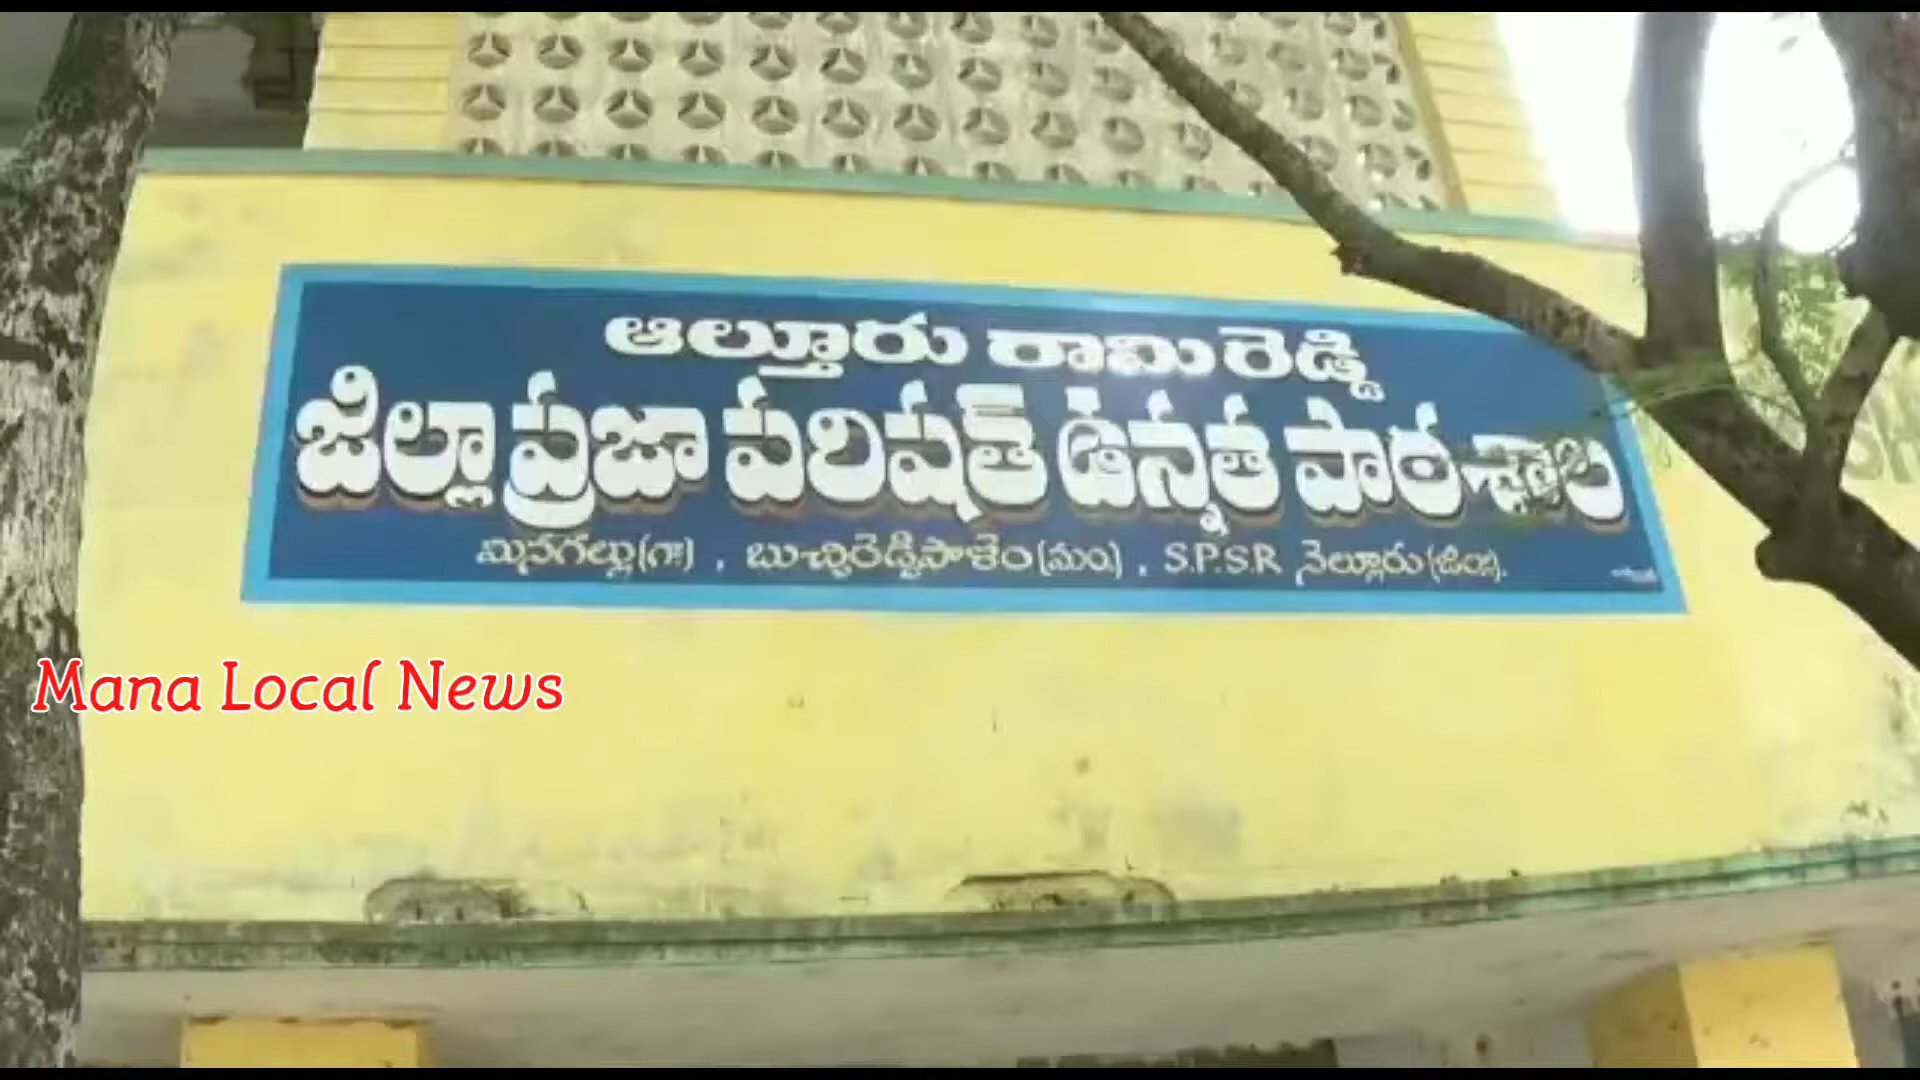 ఆల్తూరు రామిరెడ్డి
జిల్లా ప్రజా పరిషత్ ఉన్నత పాఠశాల
మినగల్లు(గ్రా) , బుచ్చిరెడ్డిపాళెం(మం.) , S.P.S.R నెల్లూరు(జిల్లా).
Mana Local News